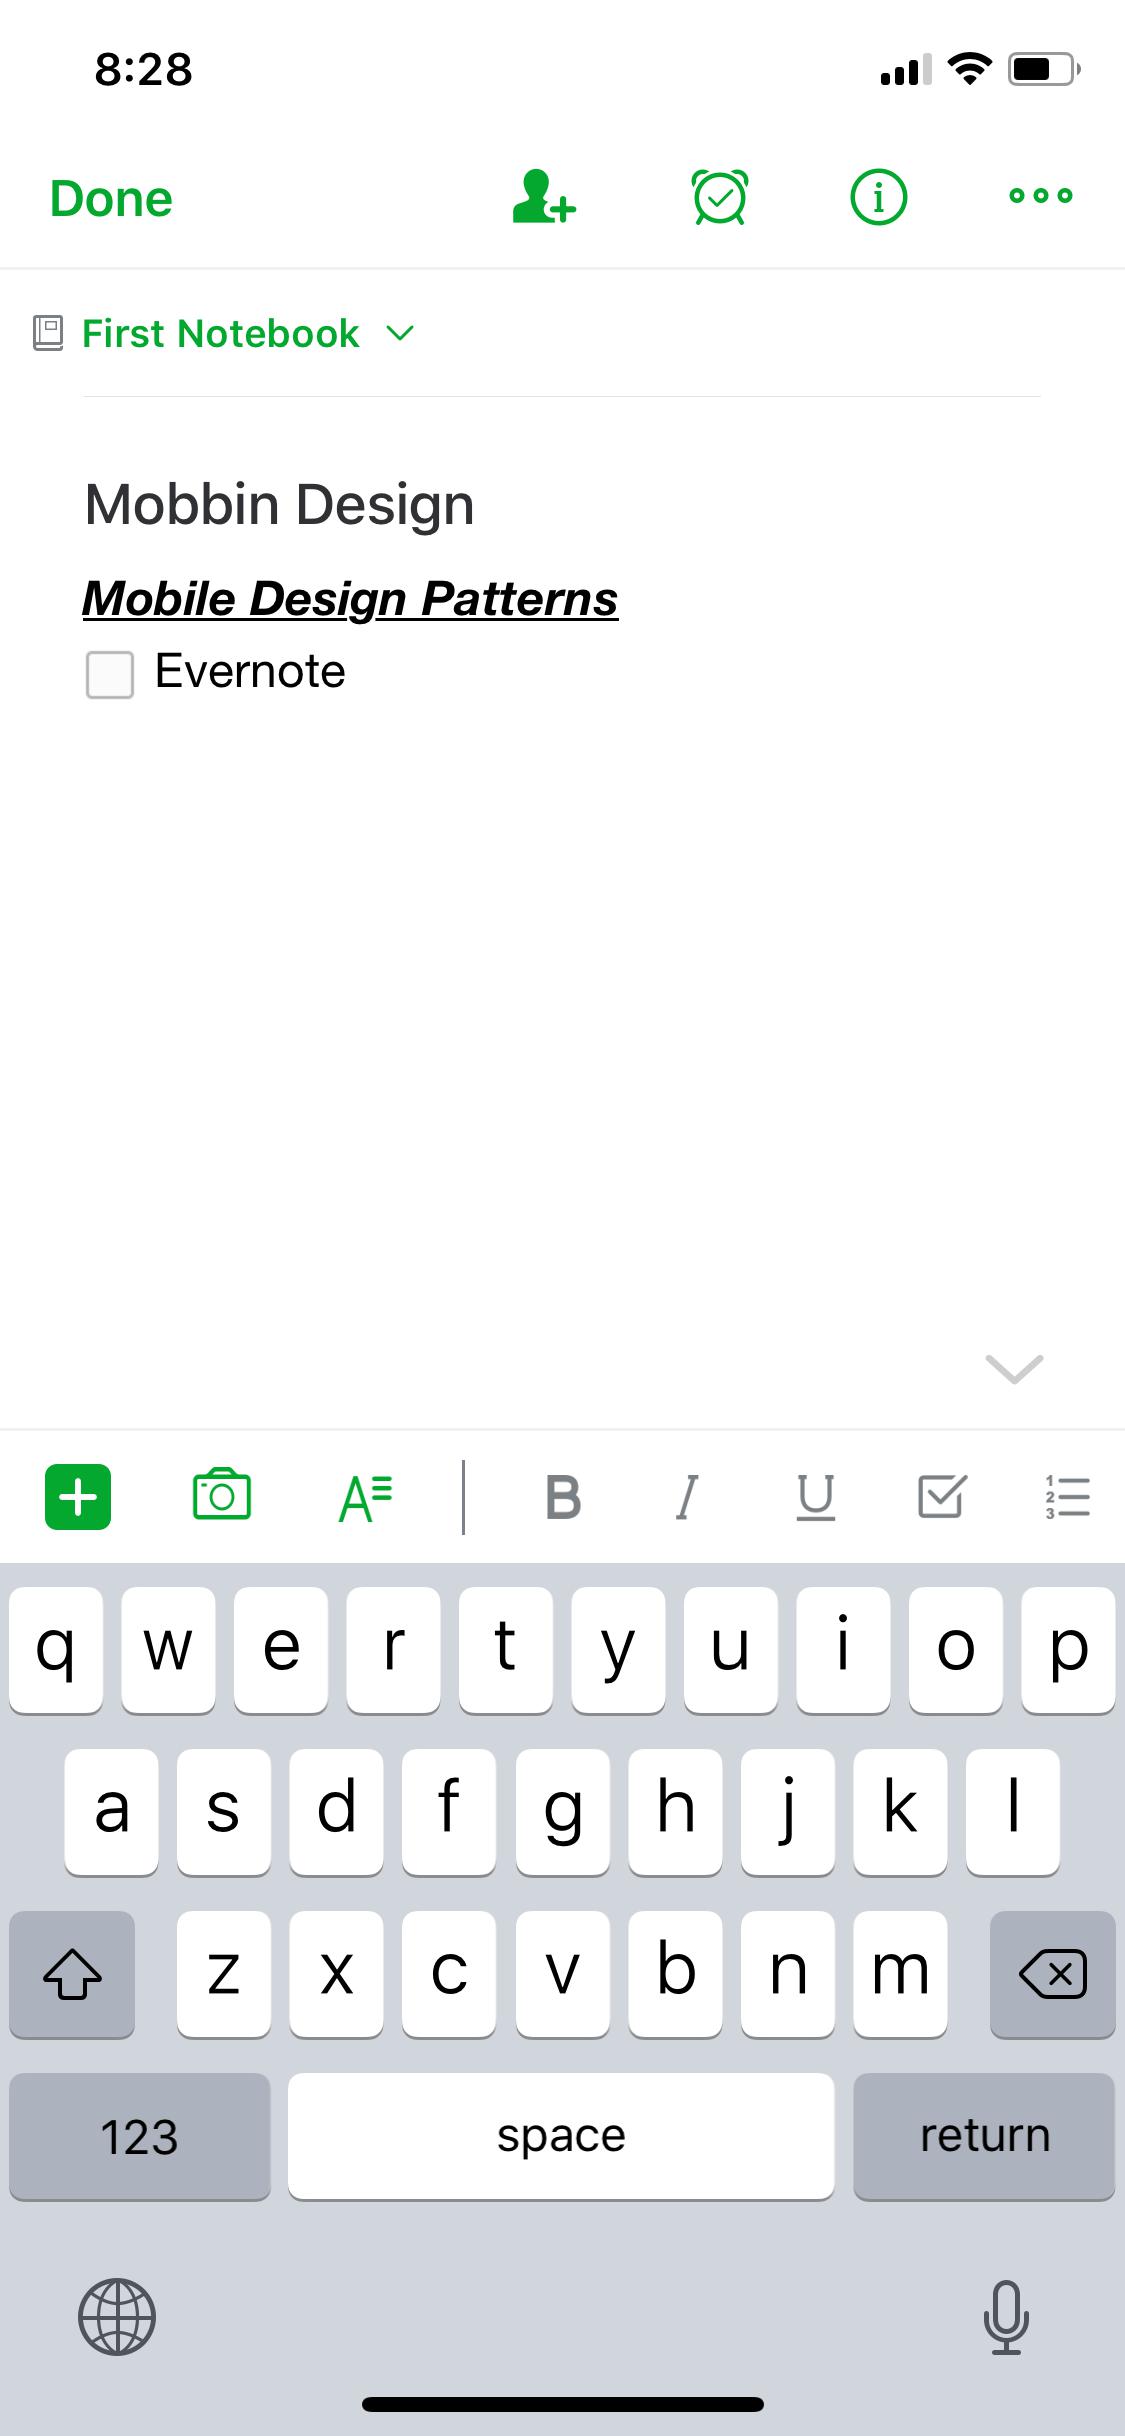 8:28
Done
First Notebook
Mobbin Design
Mobile Design Patterns
Evernote
B I U
q w e r t y u i o p
a s d f g h j k l
z x c v b n m
123 space return